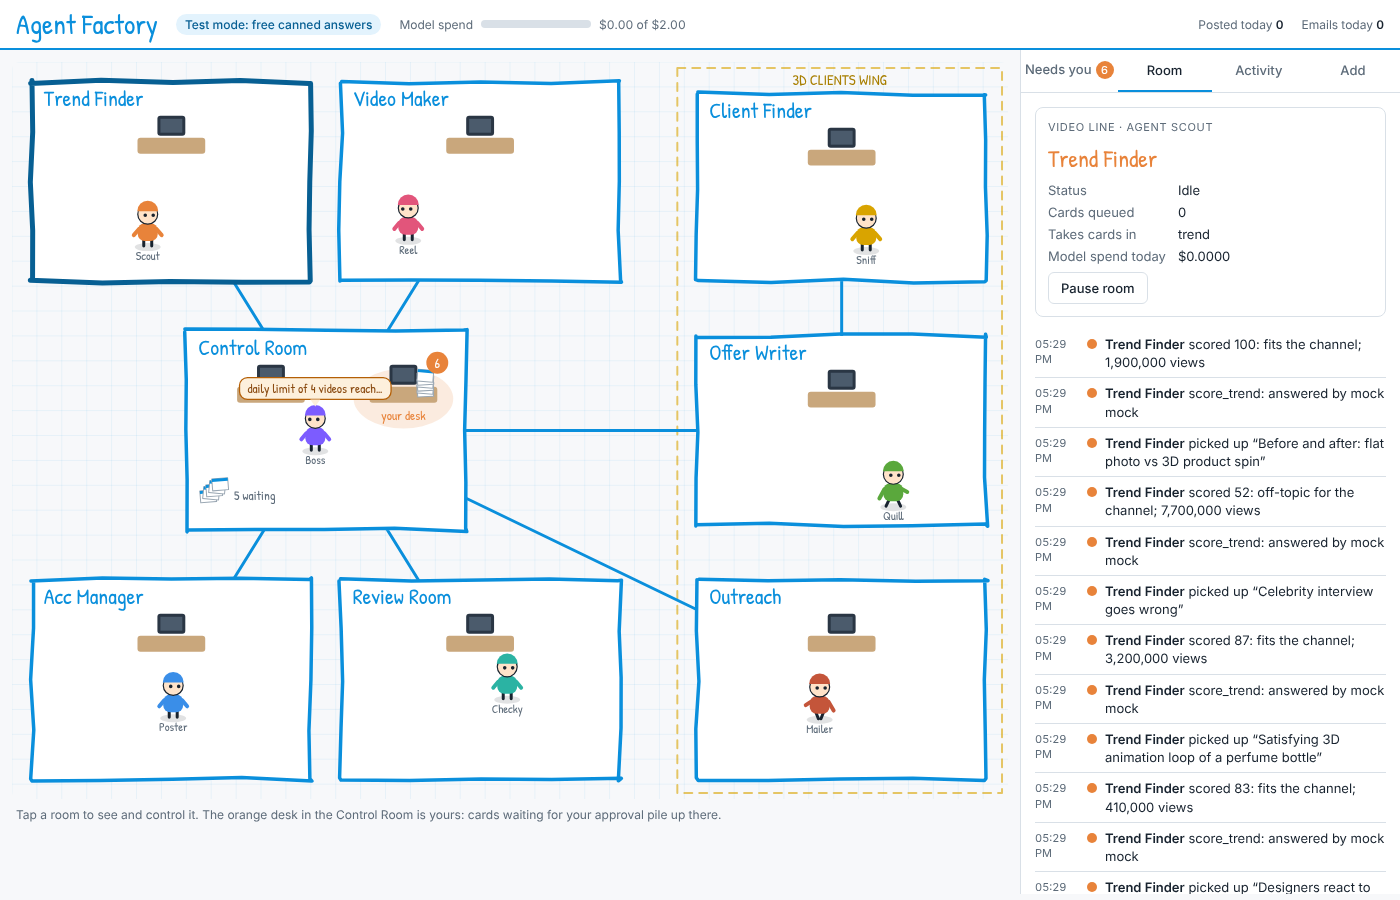 Agent Factory
Test mode: free canned answers
Model spend
$0.00 of $2.00
Posted today 0
Emails today 0
Trend Finder
Scout
Video Maker
Reel
3D CLIENTS WING
Client Finder
Sniff
Control Room
6
daily limit of 4 videos reach...
your desk
Boss
5 waiting
Offer Writer
Quill
Acc Manager
Poster
Review Room
Checky
Outreach
Mailer
Tap a room to see and control it. The orange desk in the Control Room is yours: cards waiting for your approval pile up there.
Needs you 6
Room
Activity
Add
VIDEO LINE · AGENT SCOUT
Trend Finder
Status Idle
Cards queued 0
Takes cards in trend
Model spend today $0.0000
Pause room
05:29 PM
Trend Finder scored 100: fits the channel;
1,900,000 views
05:29 PM
Trend Finder score_trend: answered by mock
mock
05:29 PM
Trend Finder picked up “Before and after: flat
photo vs 3D product spin”
05:29 PM
Trend Finder scored 52: off-topic for the
channel; 7,700,000 views
05:29 PM
Trend Finder score_trend: answered by mock
mock
05:29 PM
Trend Finder picked up “Celebrity interview
goes wrong”
05:29 PM
Trend Finder scored 87: fits the channel;
3,200,000 views
05:29 PM
Trend Finder score_trend: answered by mock
mock
05:29 PM
Trend Finder picked up “Satisfying 3D
animation loop of a perfume bottle”
05:29 PM
Trend Finder scored 83: fits the channel;
410,000 views
05:29 PM
Trend Finder score_trend: answered by mock
mock
05:29
Trend Finder picked up “Designers react to